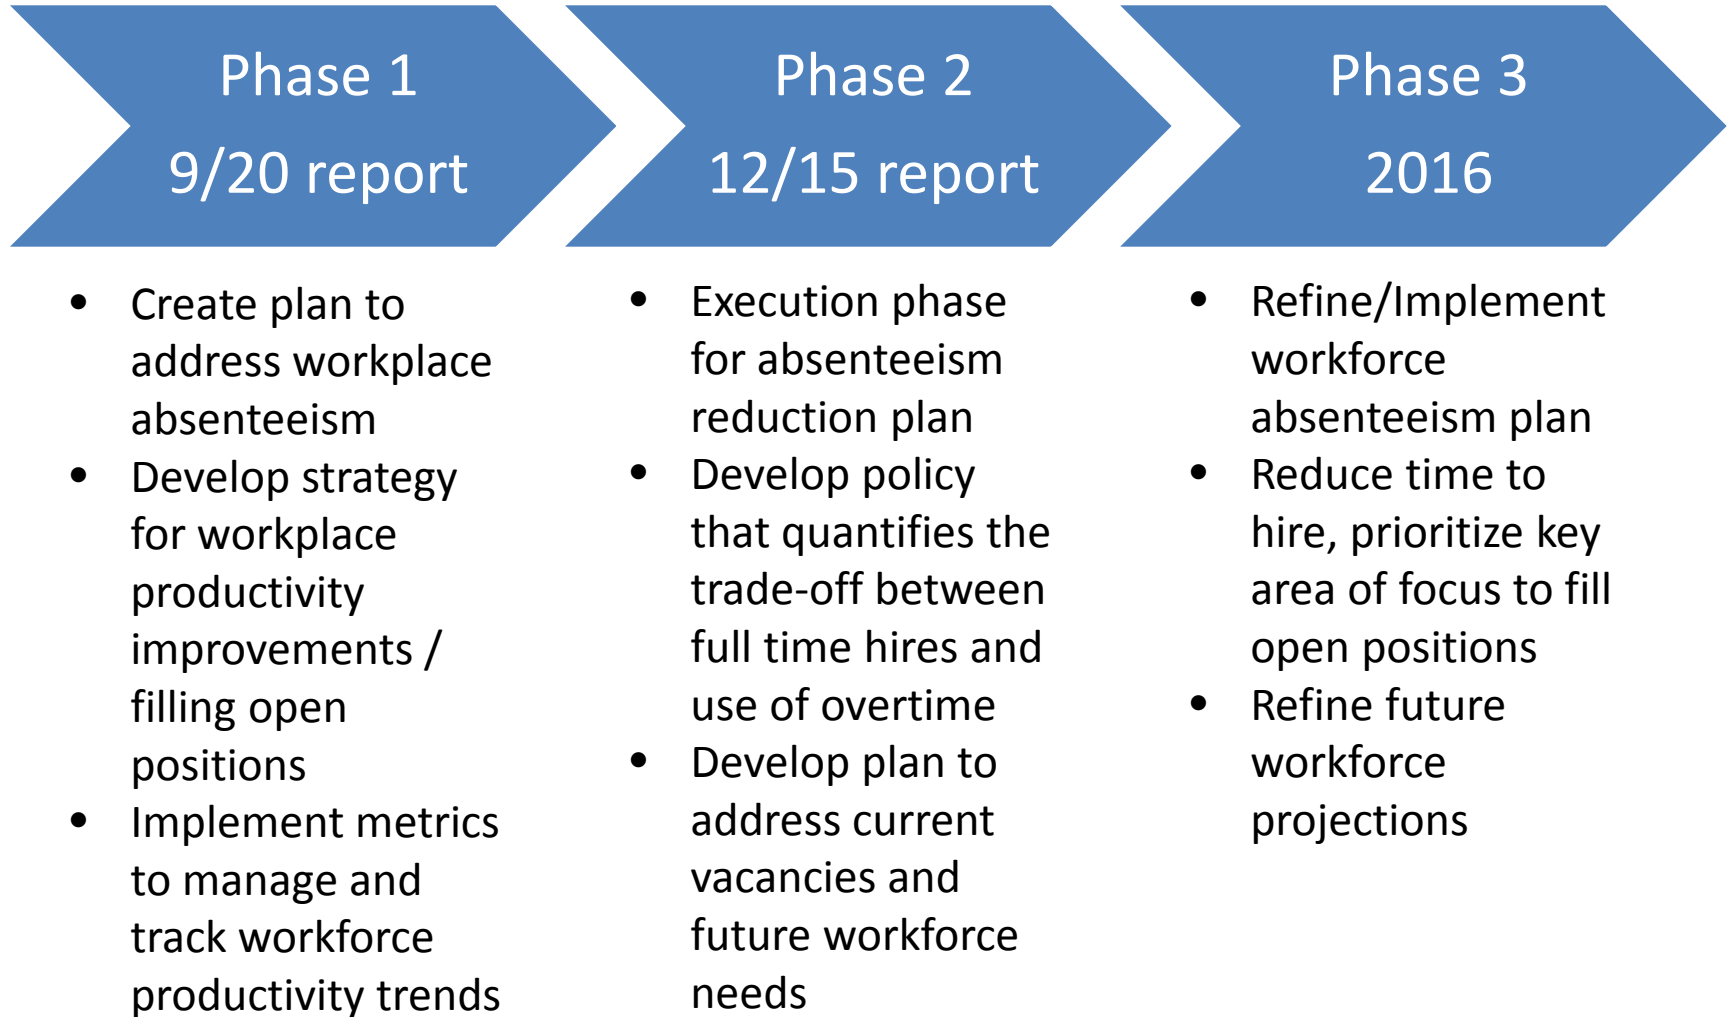 Phase 1
9/20 report
Phase 2
12/15 report
Phase 3
2016
• Create plan to
address workplace
absenteeism
• Develop strategy
for workplace
productivity
improvements /
filling open
positions
• Implement metrics
to manage and
track workforce
productivity trends
• Execution phase
for absenteeism
reduction plan
• Develop policy
that quantifies the
trade-off between
full time hires and
use of overtime
• Develop plan to
address current
vacancies and
future workforce
needs
• Refine/Implement
workforce
absenteeism plan
• Reduce time to
hire, prioritize key
area of focus to fill
open positions
• Refine future
workforce
projections